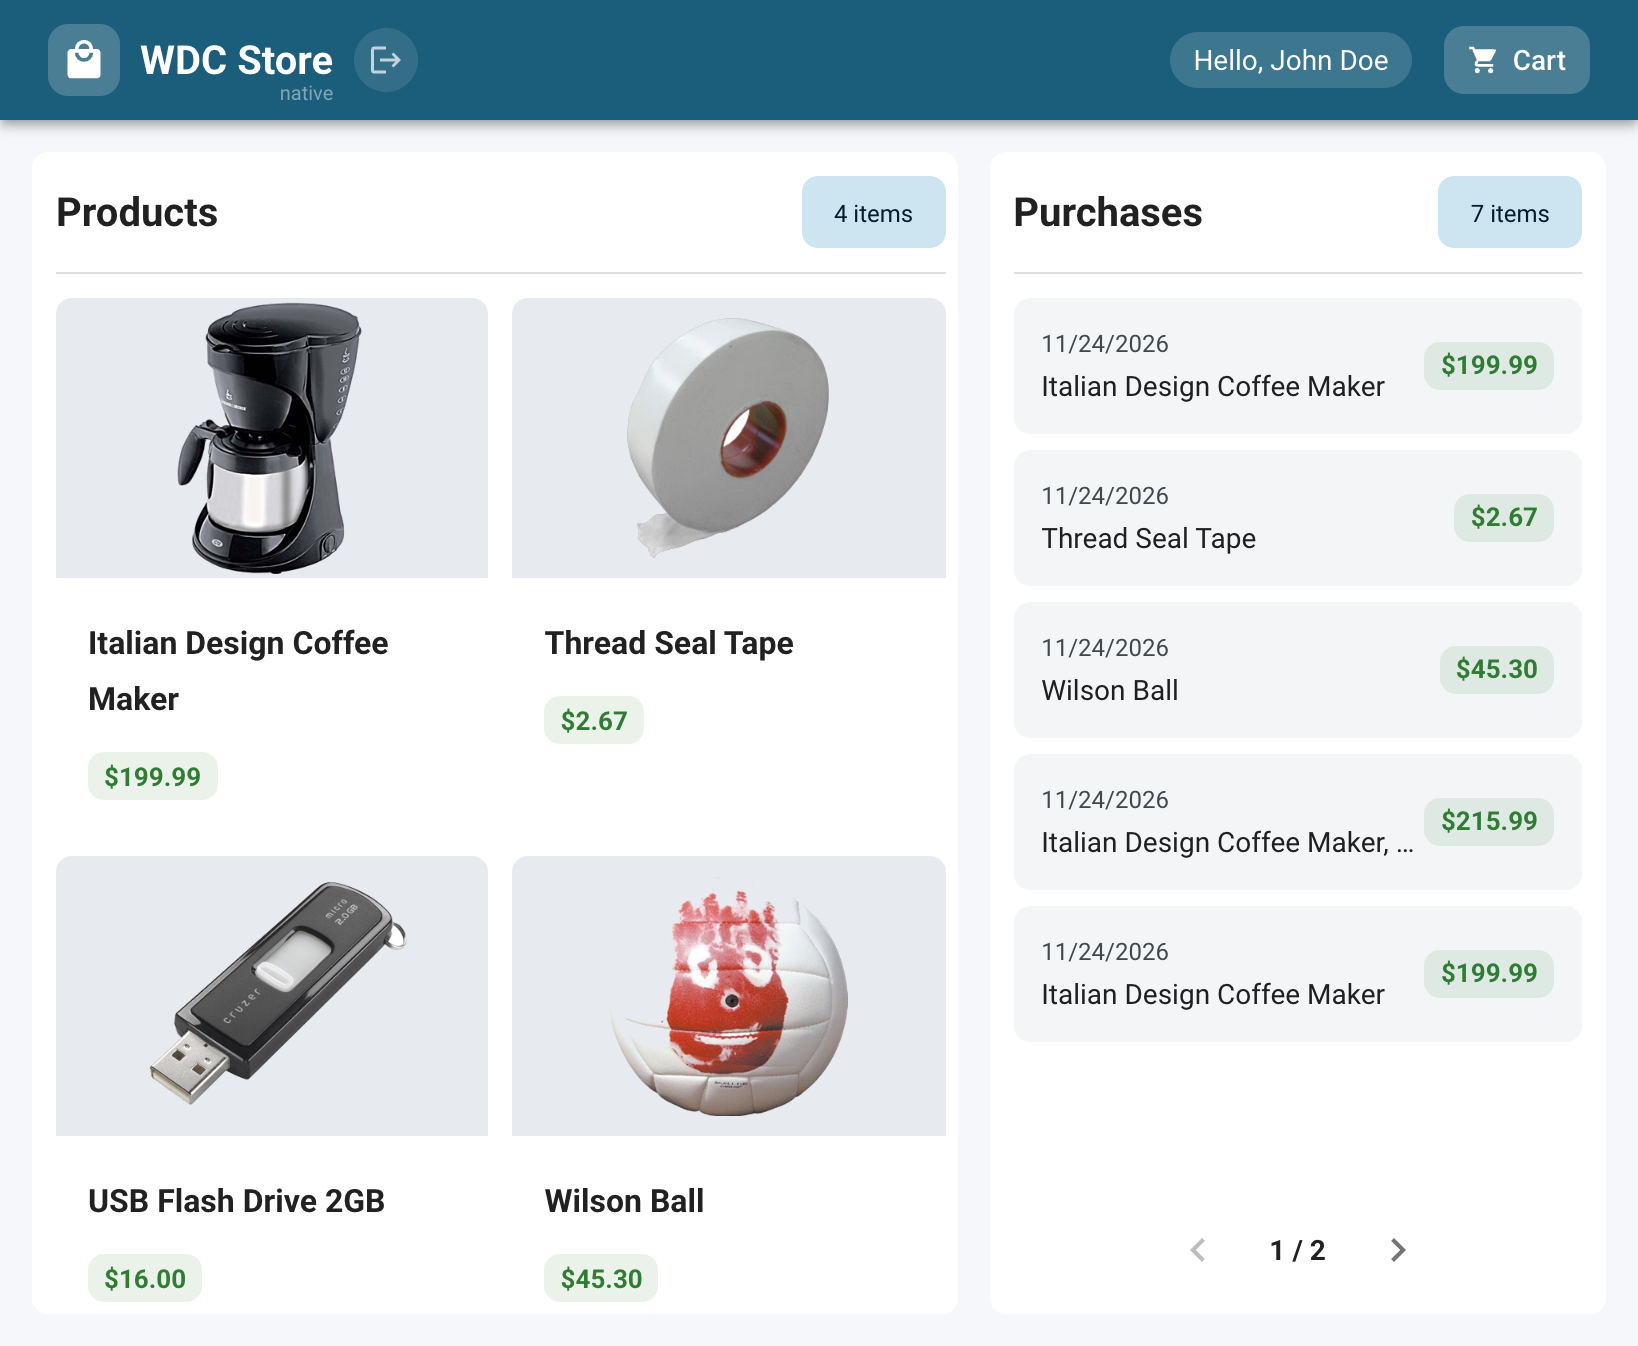 WDC Store
native
Hello, John Doe
Cart
Products
4 items
Italian Design Coffee
Maker
$199.99
Thread Seal Tape
$2.67
micro
2.0GB
cruzer
USB Flash Drive 2GB
$16.00
Wilson Ball
$45.30
Purchases
7 items
11/24/2026
Italian Design Coffee Maker
$199.99
11/24/2026
Thread Seal Tape
$2.67
11/24/2026
Wilson Ball
$45.30
11/24/2026
Italian Design Coffee Maker, ...
$215.99
11/24/2026
Italian Design Coffee Maker
$199.99
1 / 2